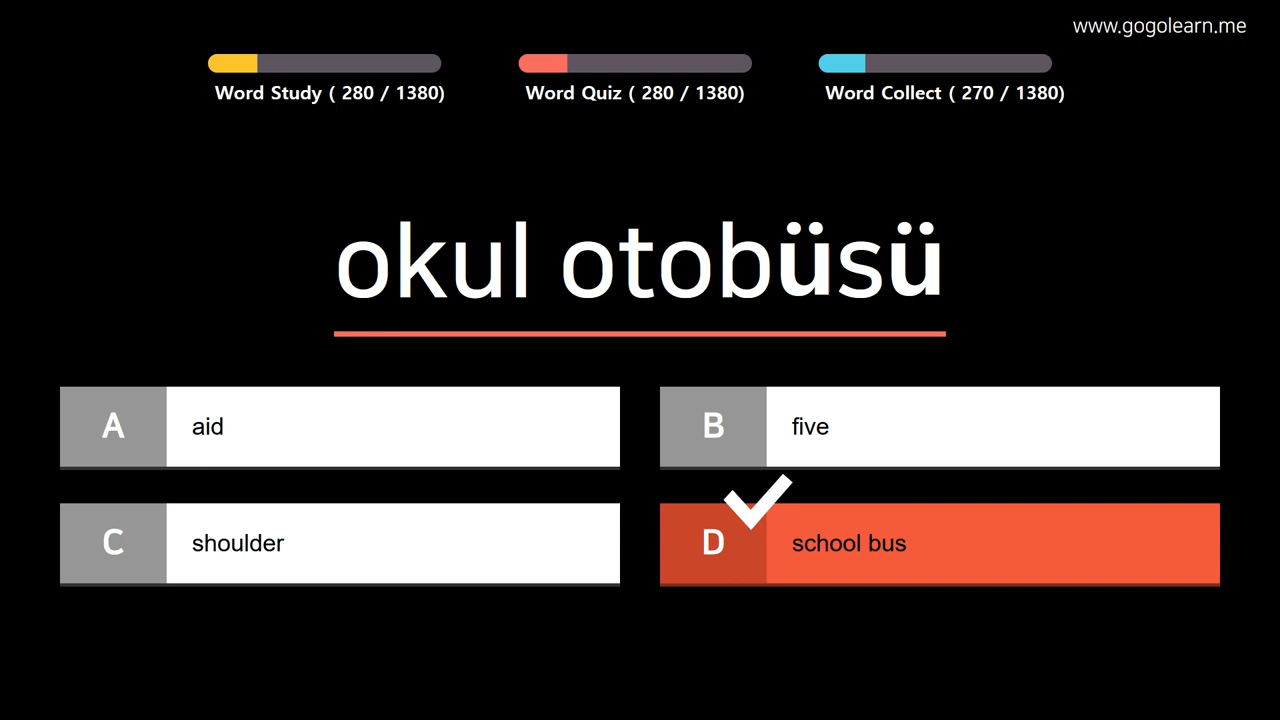 www.gogolearn.me
Word Study ( 280 / 1380)
Word Quiz ( 280 / 1380)
Word Collect ( 270 / 1380)
okul otobüsü
A
aid
B
five
C
shoulder
D
school bus